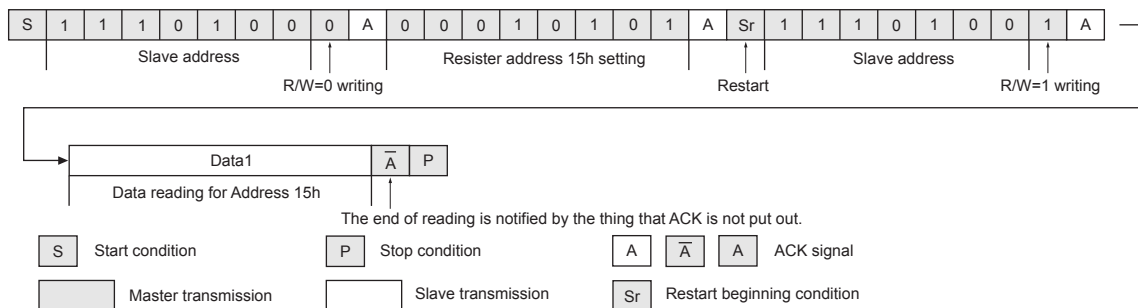 S 1 1 1 0 1 0 0 0 A 0 0 0 1 0 1 0 1 A Sr 1 1 1 0 1 0 0 1 A
Slave address Resister address 15h setting Slave address
R/W=0 writing Restart R/W=1 writing
Data1 A P
Data reading for Address 15h
The end of reading is notified by the thing that ACK is not put out.
S Start condition P Stop condition A A A ACK signal
Master transmission Slave transmission Sr Restart beginning condition